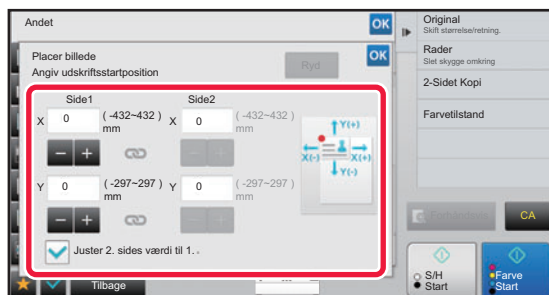 Andet
OK
Original
Skift størrelse/retning.
Placer billede
Angiv udskriftsstartposition
Ryd
OK
Rader
Slet skygge omkring
2-Sidet Kopi
Farvetilstand
Side1
Side2
X 0 (-432~432) mm
X 0 (-432~432) mm
Y(+)
X(-) X(+)
Y(-)
Y 0 (-297~297) mm
Y 0 (-297~297) mm
Juster 2. sides værdi til 1.
CA
Tilbage
S/H
Start
Farve
Start